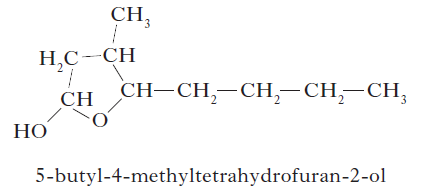 CH₃
H₂C—CH
CH CH—CH₂—CH₂—CH₂—CH₃
O
HO
5-butyl-4-methyltetrahydrofuran-2-ol